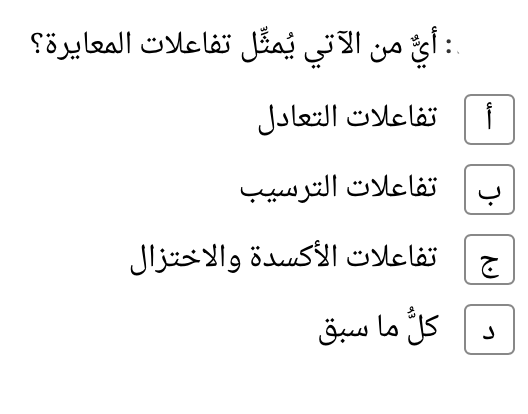 : أيٌّ من الآتي يُمثِّل تفاعلات المعايرة؟
أ تفاعلات التعادل
ب تفاعلات الترسيب
ج تفاعلات الأكسدة والاختزال
د كلُّ ما سبق